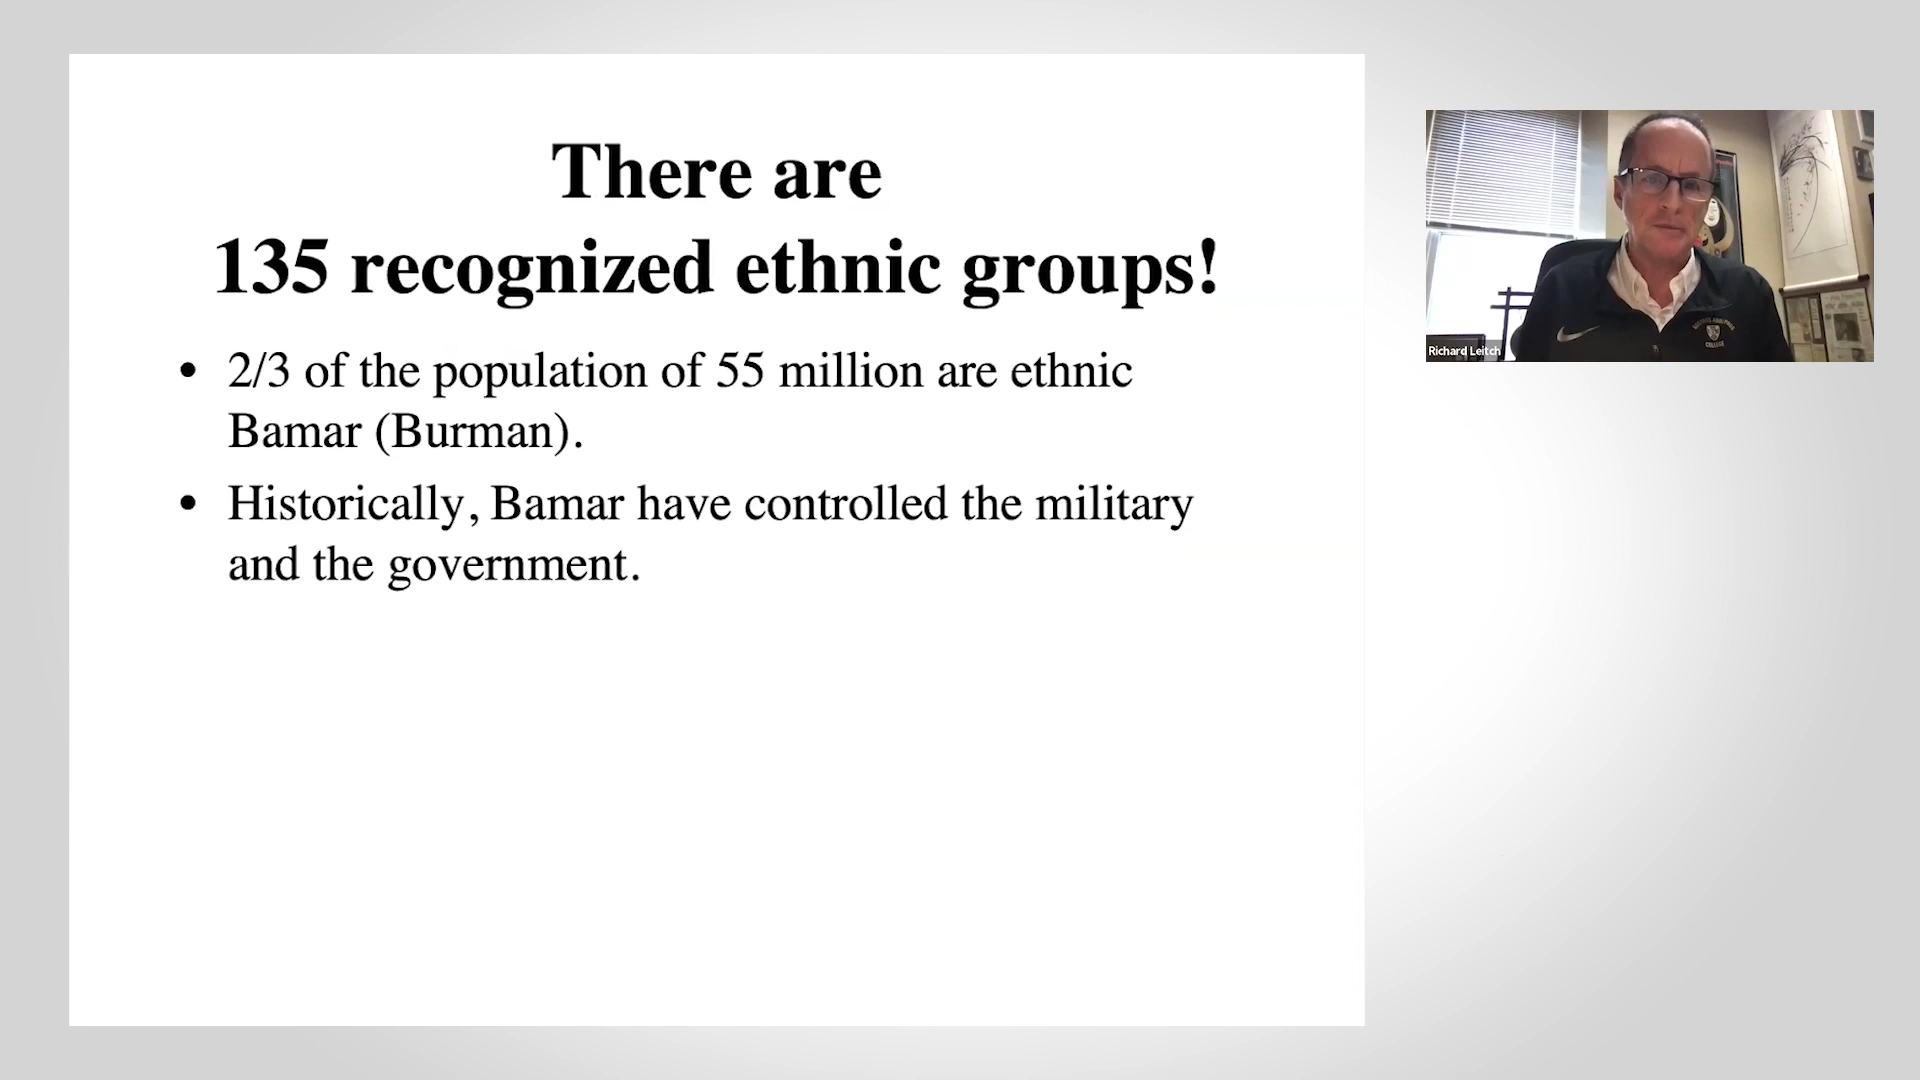 There are
135 recognized ethnic groups!
• 2/3 of the population of 55 million are ethnic
Bamar (Burman).
• Historically, Bamar have controlled the military
and the government.
Richard Leitch
COLLEGE